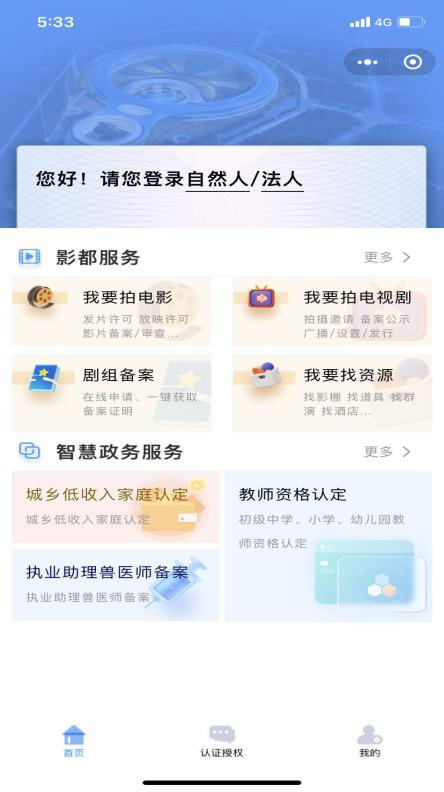 5:33
4G
您好！请您登录自然人/法人
影都服务
更多
我要拍电影
发片许可 放映许可
影片备案/审查...
我要拍电视剧
拍摄邀请 备案公示
广播/设置/发行
剧组备案
在线申请、一键获取
备案证明
我要找资源
找影棚 找道具 找群
演 找酒店...
智慧政务服务
更多
城乡低收入家庭认定
城乡低收入家庭认定
教师资格认定
初级中学、小学、幼儿园教
师资格认定
执业助理兽医师备案
执业助理兽医师备案
首页
认证授权
我的